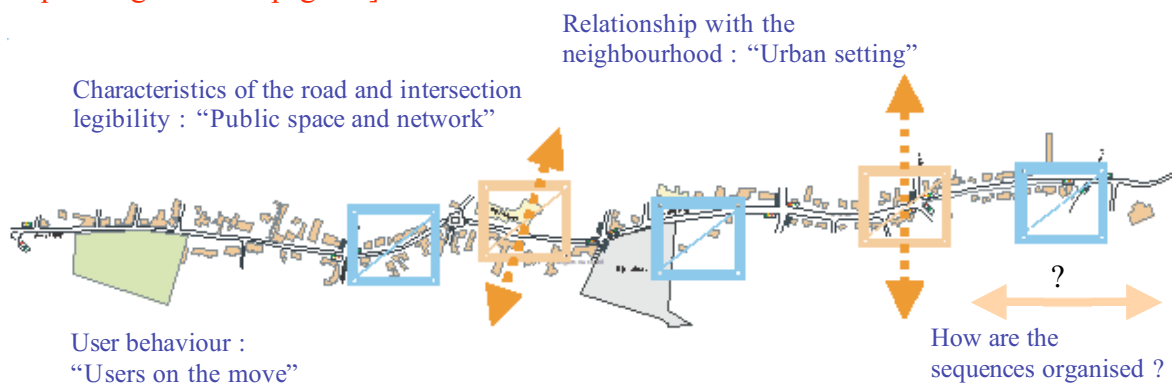 Relationship with the
neighbourhood : “Urban setting”
Characteristics of the road and intersection
legibility : “Public space and network”
?
User behaviour :
“Users on the move”
How are the
sequences organised ?